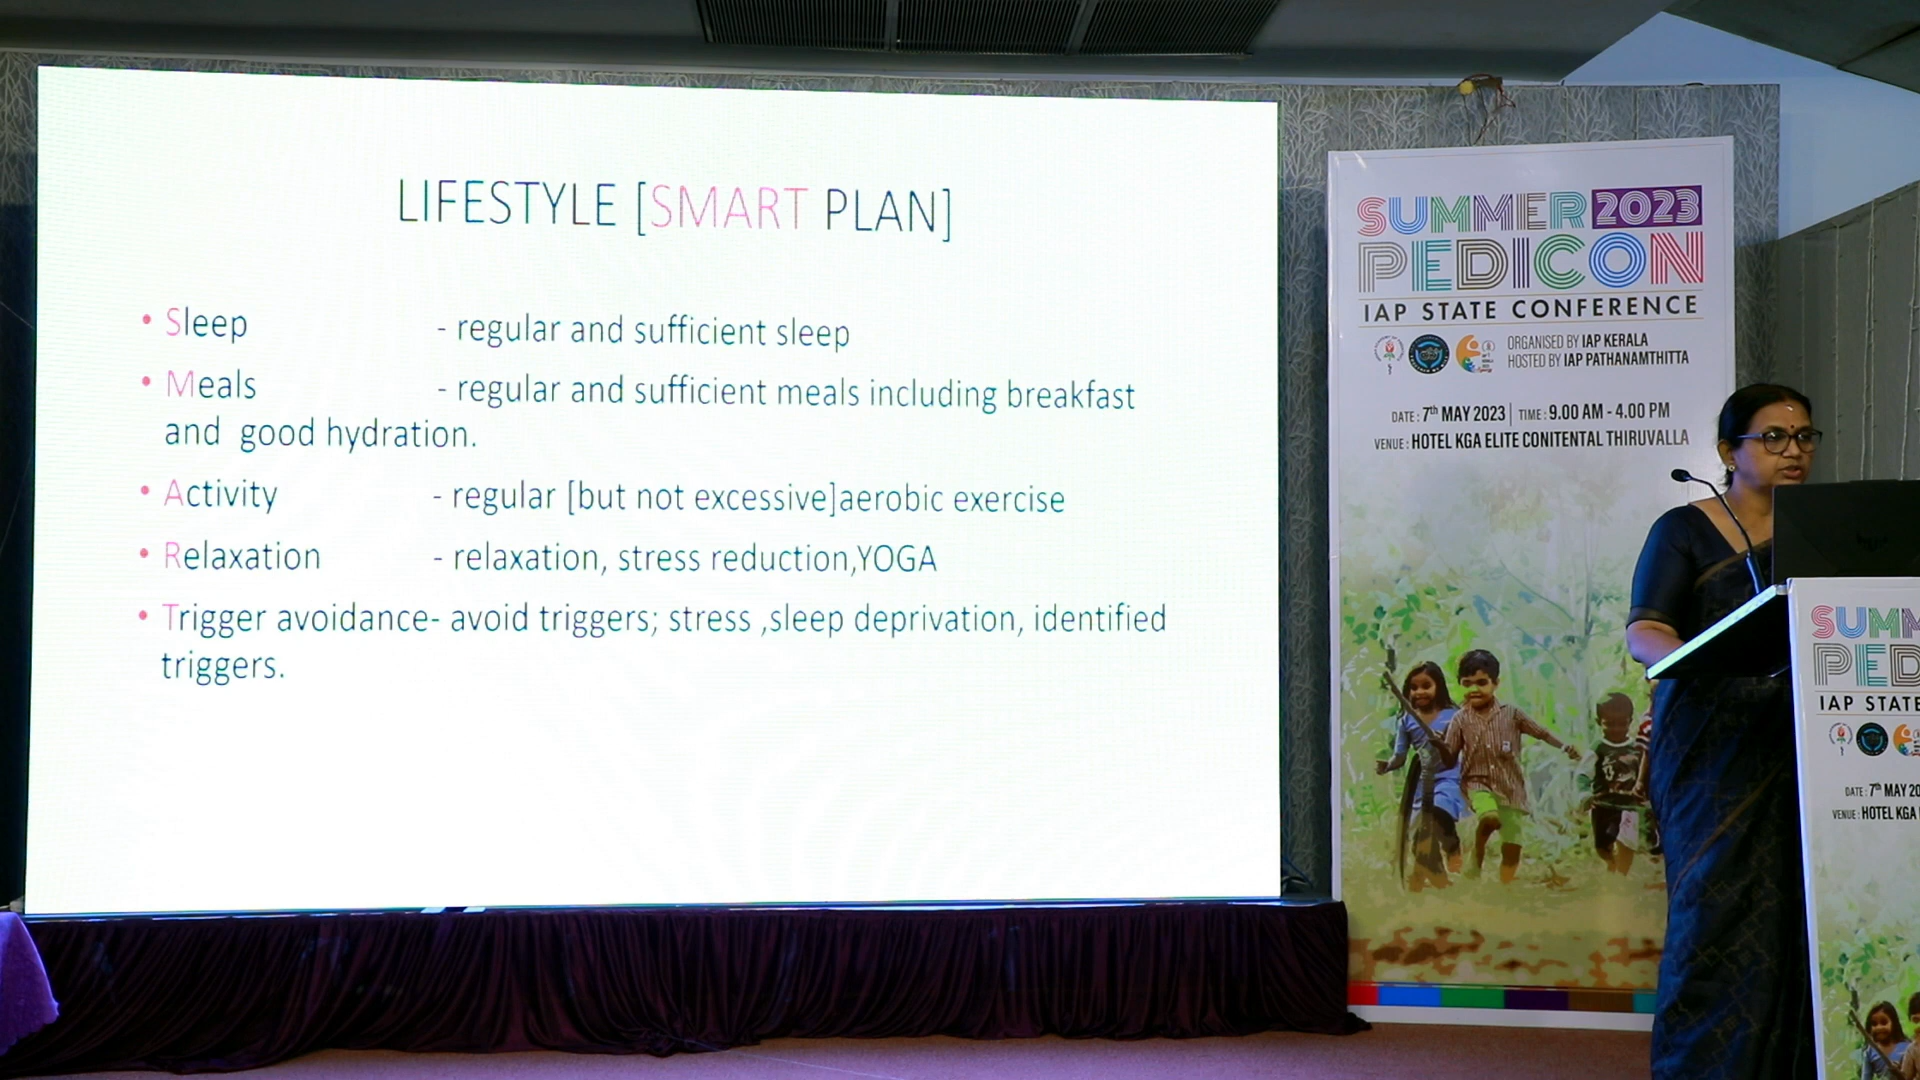 LIFESTYLE [SMART PLAN]
• Sleep - regular and sufficient sleep
• Meals - regular and sufficient meals including breakfast
and good hydration.
• Activity - regular [but not excessive]aerobic exercise
• Relaxation - relaxation, stress reduction,YOGA
• Trigger avoidance- avoid triggers; stress ,sleep deprivation, identified
triggers.
SUMMER 2023
PEDICON
IAP STATE CONFERENCE
ORGANISED BY IAP KERALA
HOSTED BY IAP PATHANAMTHITTA
DATE : 7th MAY 2023 | TIME : 9.00 AM - 4.00 PM
VENUE : HOTEL KGA ELITE CONITENTAL THIRUVALLA
SUMM
PED
IAP STATE
DATE : 7th MAY 20
VENUE : HOTEL KGA